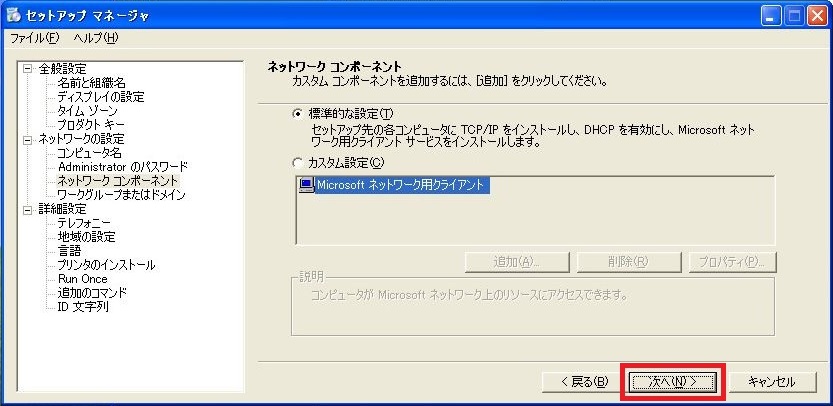 セットアップ マネージャ
ファイル(F) ヘルプ(H)
全般設定
名前と組織名
ディスプレイの設定
タイム ゾーン
プロダクト キー
ネットワークの設定
コンピュータ名
Administrator のパスワード
ネットワーク コンポーネント
ワークグループまたはドメイン
詳細設定
テレフォニー
地域の設定
言語
プリンタのインストール
Run Once
追加のコマンド
ID 文字列
ネットワーク コンポーネント
カスタム コンポーネントを追加するには、[追加] をクリックしてください。
標準的な設定(T)
セットアップ先の各コンピュータに TCP/IP をインストールし、DHCP を有効にし、Microsoft ネット
ワーク用クライアント サービスをインストールします。
カスタム設定(C)
Microsoft ネットワーク用クライアント
追加(A)... 削除(R) プロパティ(P)...
説明
コンピュータが Microsoft ネットワーク上のリソースにアクセスできます。
< 戻る(B) 次へ(N) > キャンセル